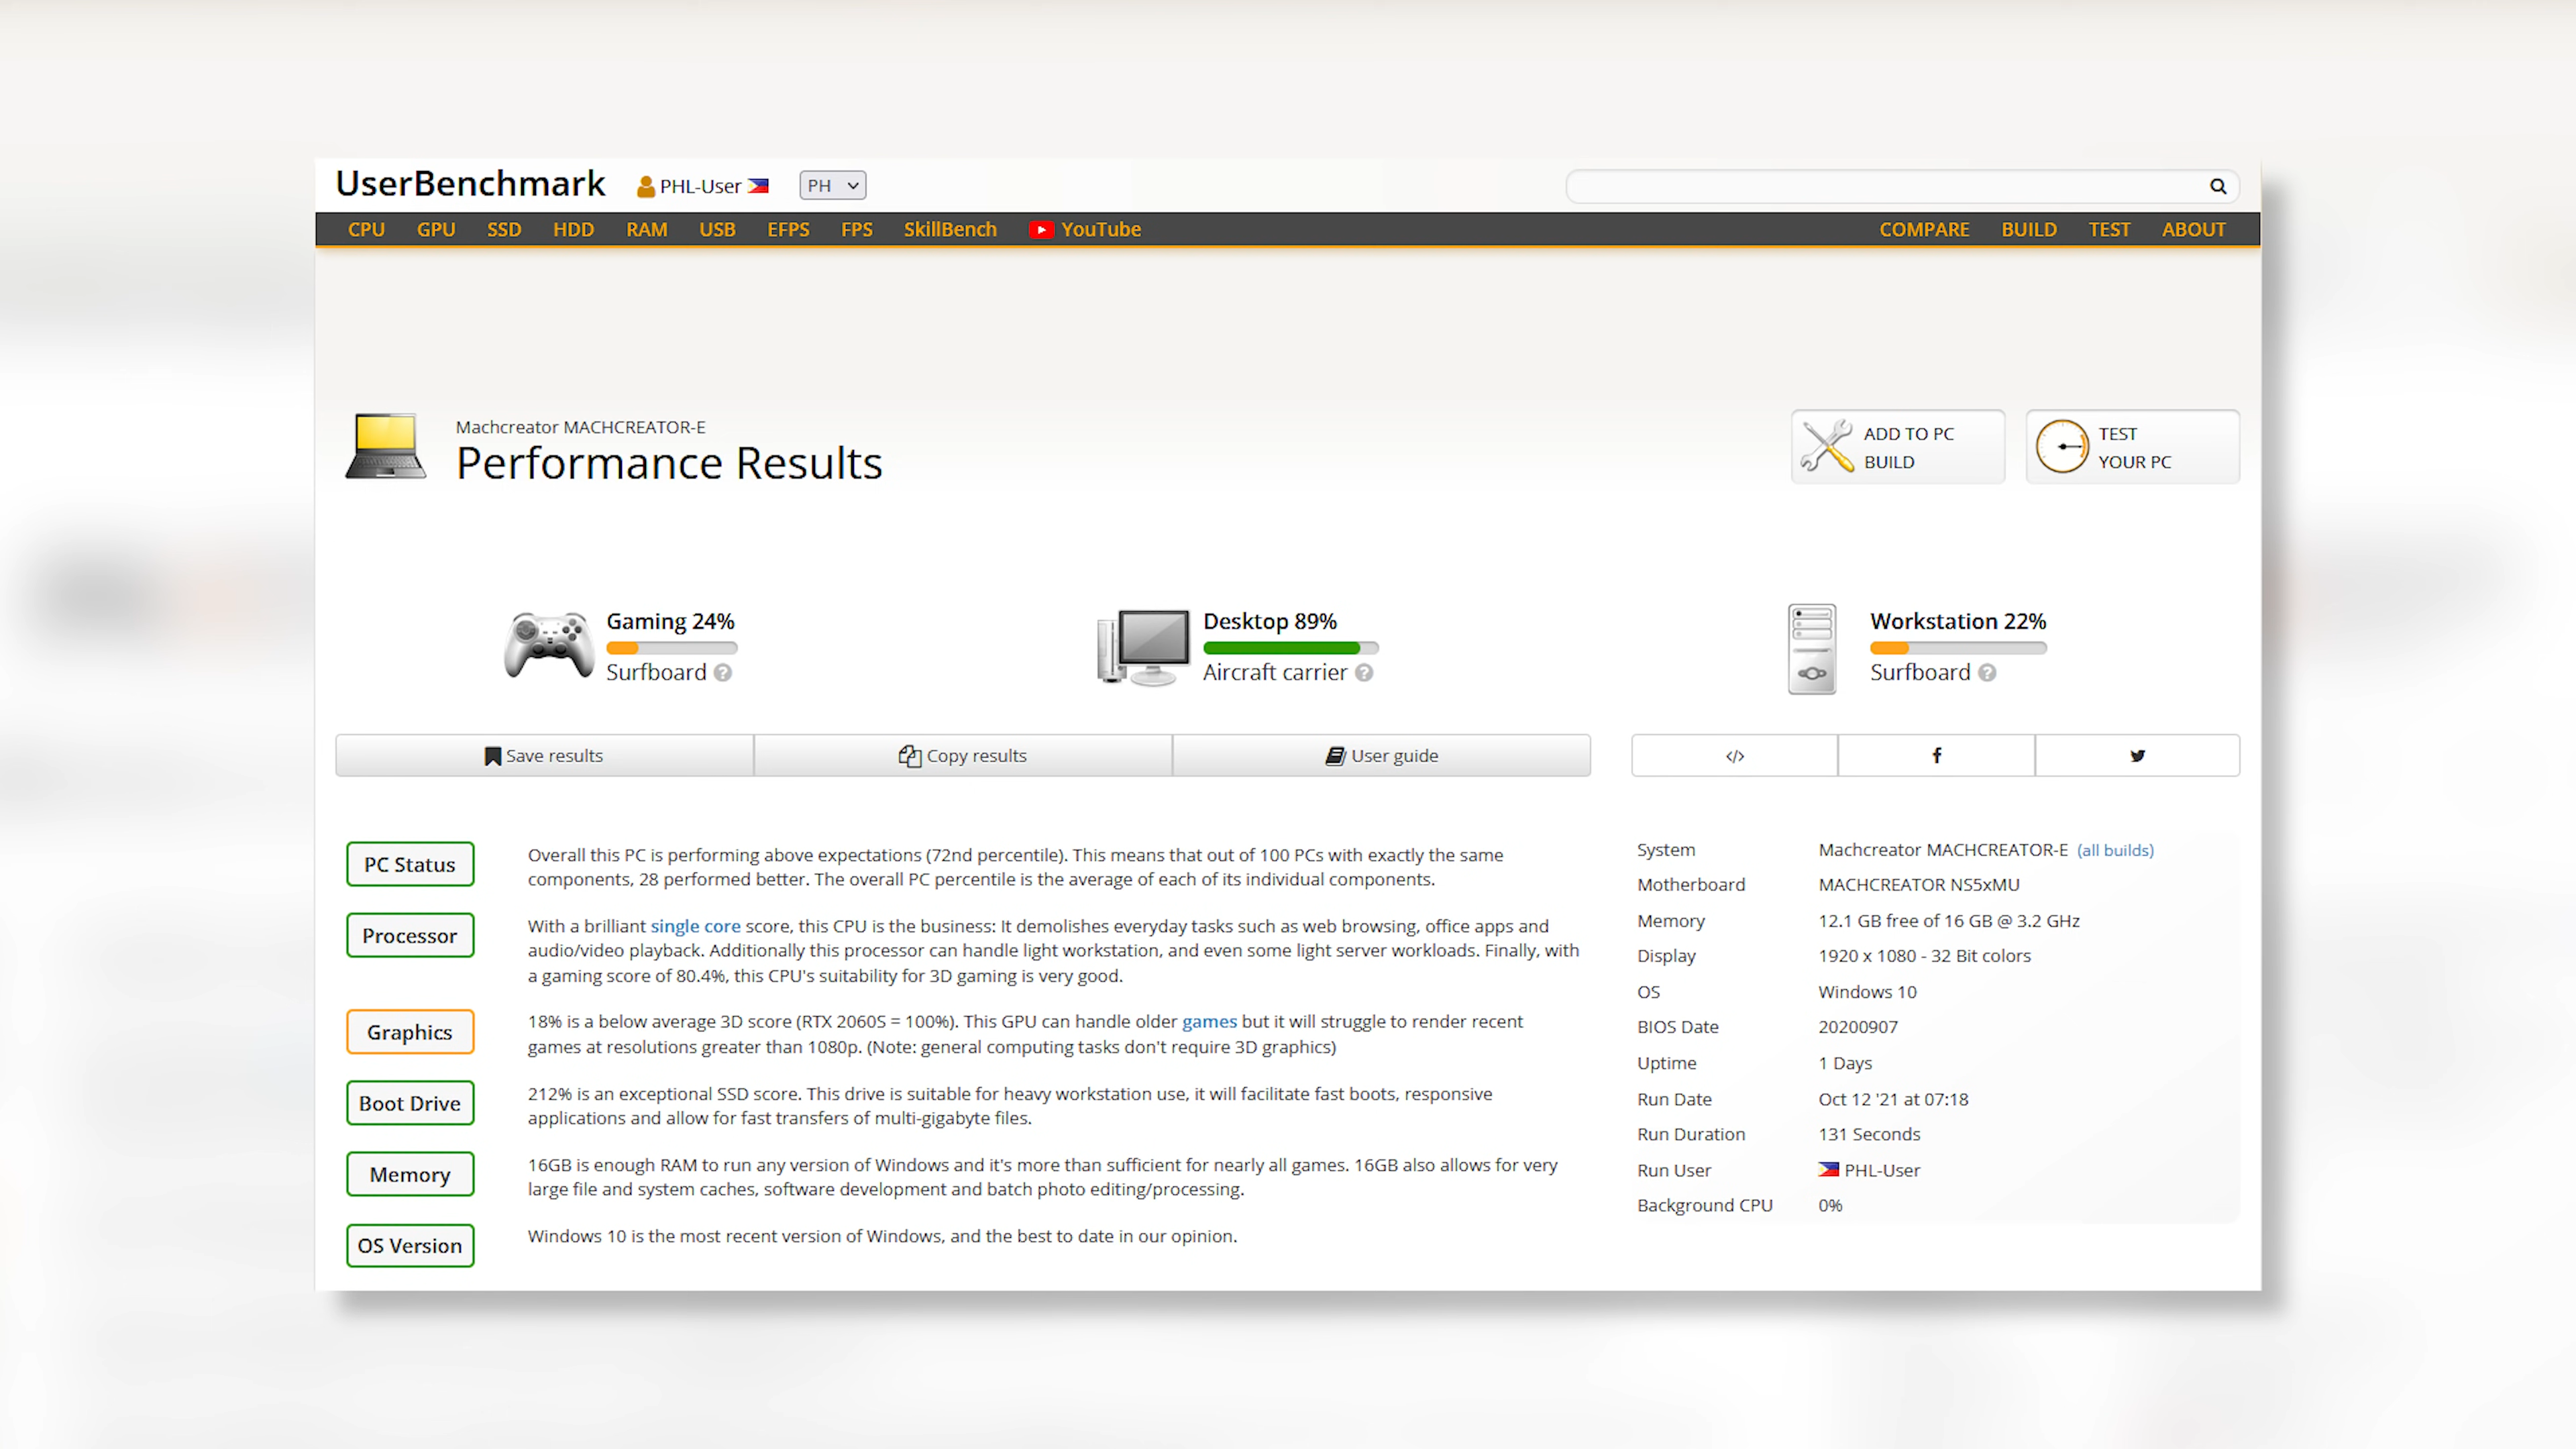 UserBenchmark PHL-User PH
CPU GPU SSD HDD RAM USB EFPS FPS SkillBench YouTube COMPARE BUILD TEST ABOUT
Machcreator MACHCREATOR-E
Performance Results
ADD TO PC
BUILD
TEST
YOUR PC
Gaming 24%
Surfboard
Desktop 89%
Aircraft carrier
Workstation 22%
Surfboard
Save results Copy results User guide
PC Status
Overall this PC is performing above expectations (72nd percentile). This means that out of 100 PCs with exactly the same
components, 28 performed better. The overall PC percentile is the average of each of its individual components.
Processor
With a brilliant single core score, this CPU is the business: It demolishes everyday tasks such as web browsing, office apps and
audio/video playback. Additionally this processor can handle light workstation, and even some light server workloads. Finally, with
a gaming score of 80.4%, this CPU's suitability for 3D gaming is very good.
Graphics
18% is a below average 3D score (RTX 2060S = 100%). This GPU can handle older games but it will struggle to render recent
games at resolutions greater than 1080p. (Note: general computing tasks don't require 3D graphics)
Boot Drive
212% is an exceptional SSD score. This drive is suitable for heavy workstation use, it will facilitate fast boots, responsive
applications and allow for fast transfers of multi-gigabyte files.
Memory
16GB is enough RAM to run any version of Windows and it's more than sufficient for nearly all games. 16GB also allows for very
large file and system caches, software development and batch photo editing/processing.
OS Version
Windows 10 is the most recent version of Windows, and the best to date in our opinion.
System Machcreator MACHCREATOR-E (all builds)
Motherboard MACHCREATOR NS5xMU
Memory 12.1 GB free of 16 GB @ 3.2 GHz
Display 1920 x 1080 - 32 Bit colors
OS Windows 10
BIOS Date 20200907
Uptime 1 Days
Run Date Oct 12 '21 at 07:18
Run Duration 131 Seconds
Run User PHL-User
Background CPU 0%